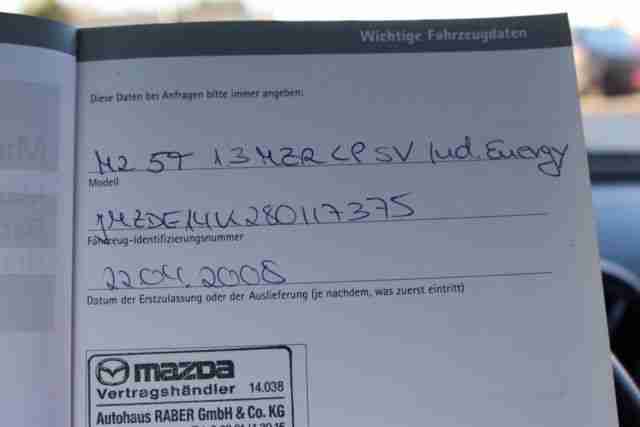 Wichtige Fahrzeugdaten
Diese Daten bei Anfragen bitte immer angeben:
M2 5T 1.3 MZR CP SV Ind. Energy
Modell
JMZDE14K280117375
Fahrzeug-Identifizierungsnummer
22.04.2008
Datum der Erstzulassung oder der Auslieferung (je nachdem, was zuerst eintritt)
mazda
Vertragshändler 14.038
Autohaus RABER GmbH & Co. KG